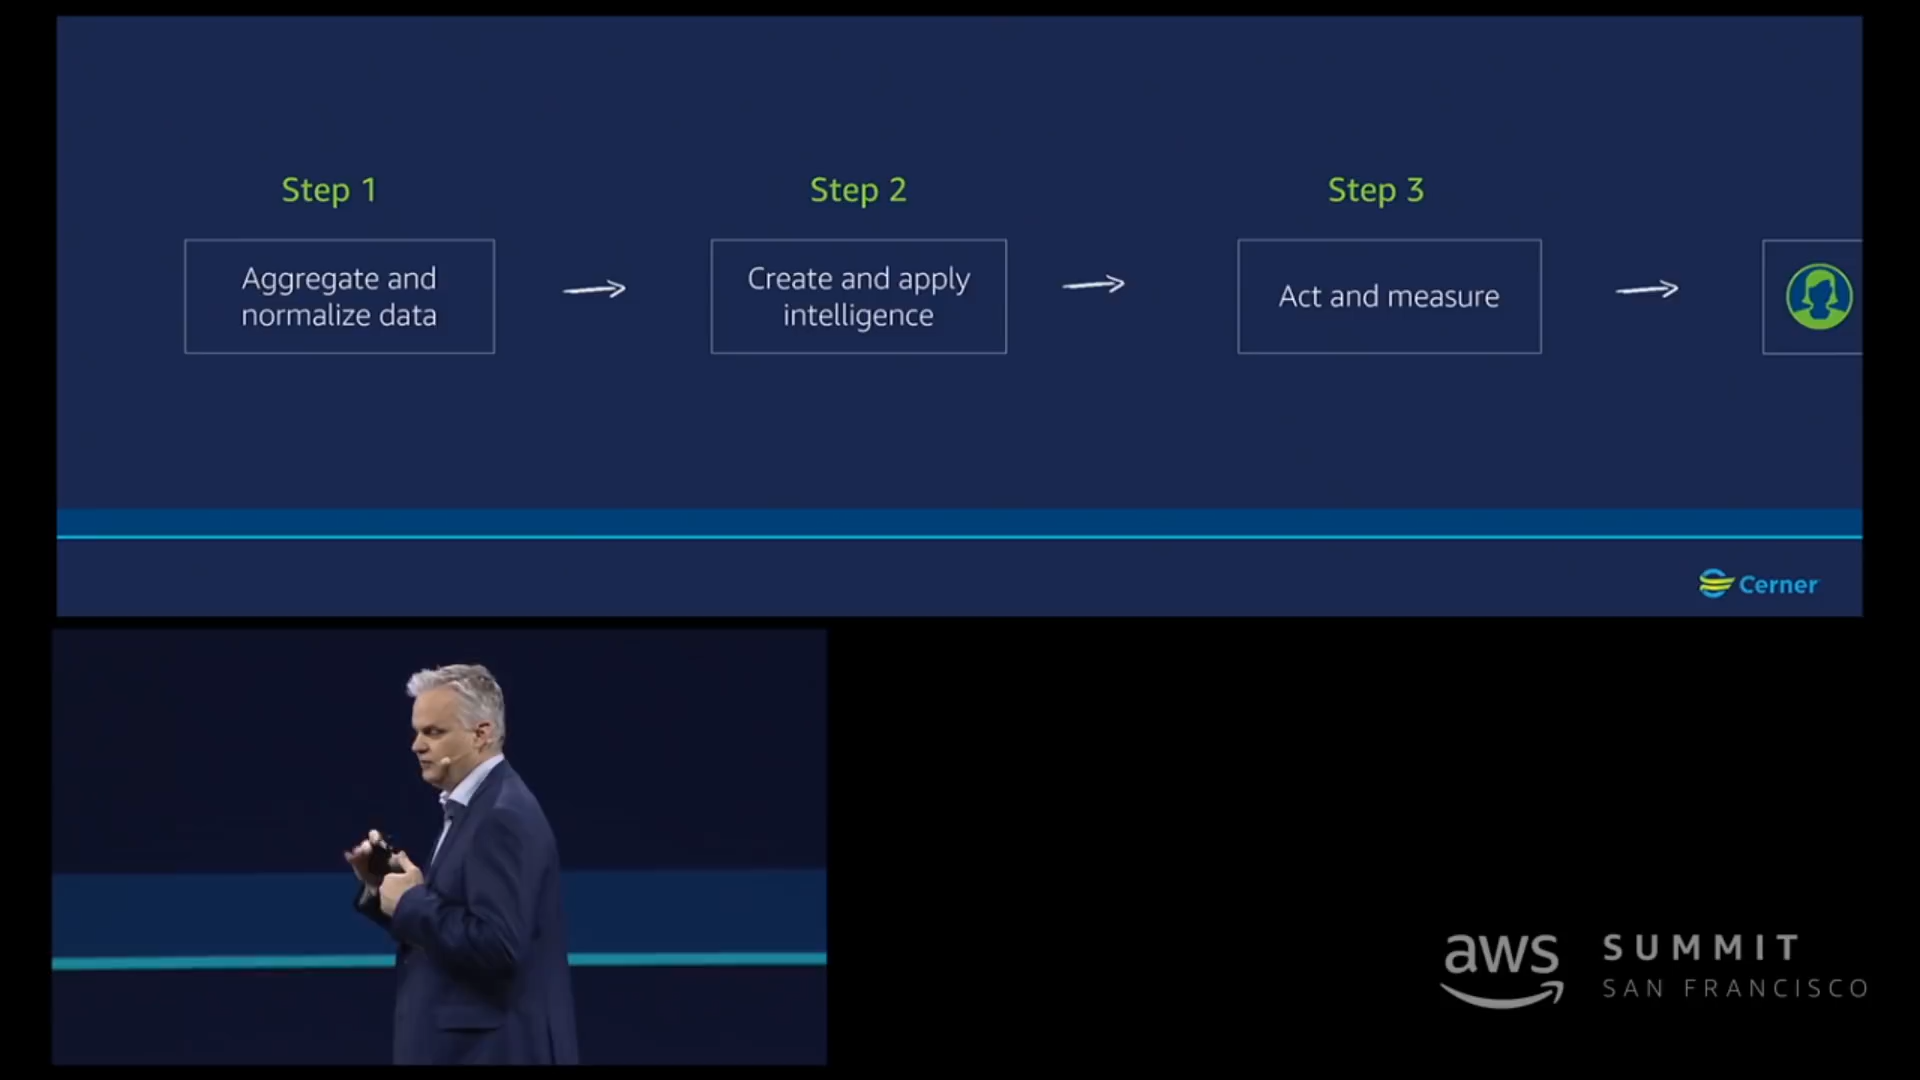 Step 1
Step 2
Step 3
Aggregate and
normalize data
Create and apply
intelligence
Act and measure
Cerner
aws
SUMMIT
SAN FRANCISCO